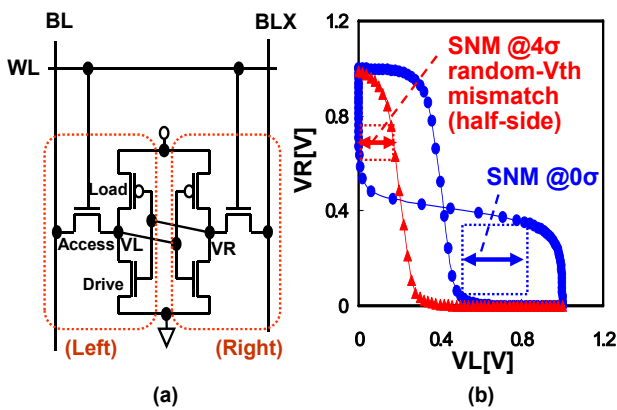 BL
BLX
WL
Load
Access
VL
VR
Drive
(Left)
(Right)
(a)
VR[V]
1.2
0.8
0.4
0
SNM @4σ
random-Vth
mismatch
(half-side)
SNM @0σ
0
0.4
0.8
1.2
VL[V]
(b)